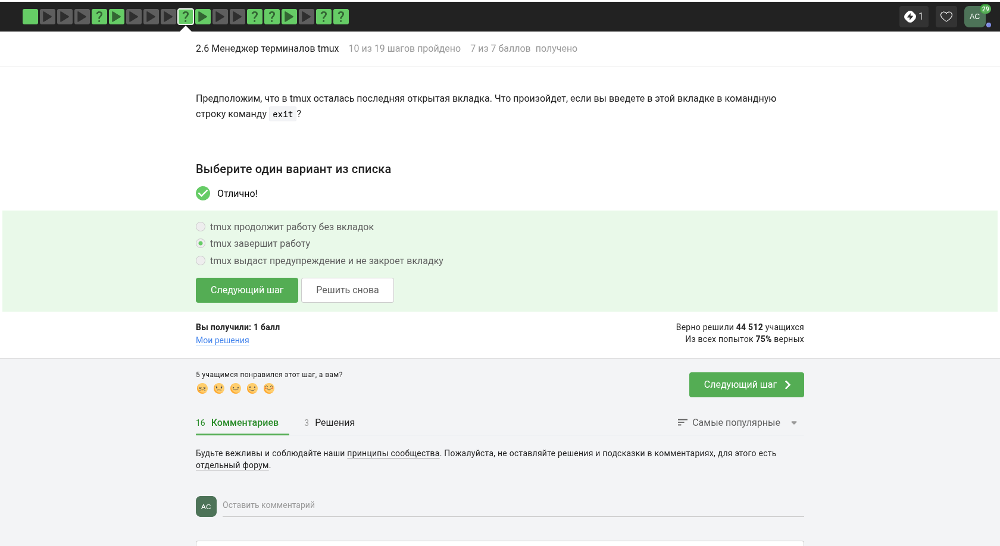 ? ? ? ? ? ? 1 AC 29
2.6 Менеджер терминалов tmux 10 из 19 шагов пройдено 7 из 7 баллов получено
Предположим, что в tmux осталась последняя открытая вкладка. Что произойдет, если вы введете в этой вкладке в командную
строку команду exit?
Выберите один вариант из списка
Отлично!
tmux продолжит работу без вкладок
tmux завершит работу
tmux выдаст предупреждение и не закроет вкладку
Следующий шаг Решить снова
Вы получили: 1 балл Верно решили 44 512 учащихся
Мои решения Из всех попыток 75% верных
5 учащимся понравился этот шаг, а вам?
Следующий шаг
16 Комментариев 3 Решения Самые популярные
Будьте вежливы и соблюдайте наши принципы сообщества. Пожалуйста, не оставляйте решения и подсказки в комментариях, для этого есть
отдельный форум.
AC Оставить комментарий